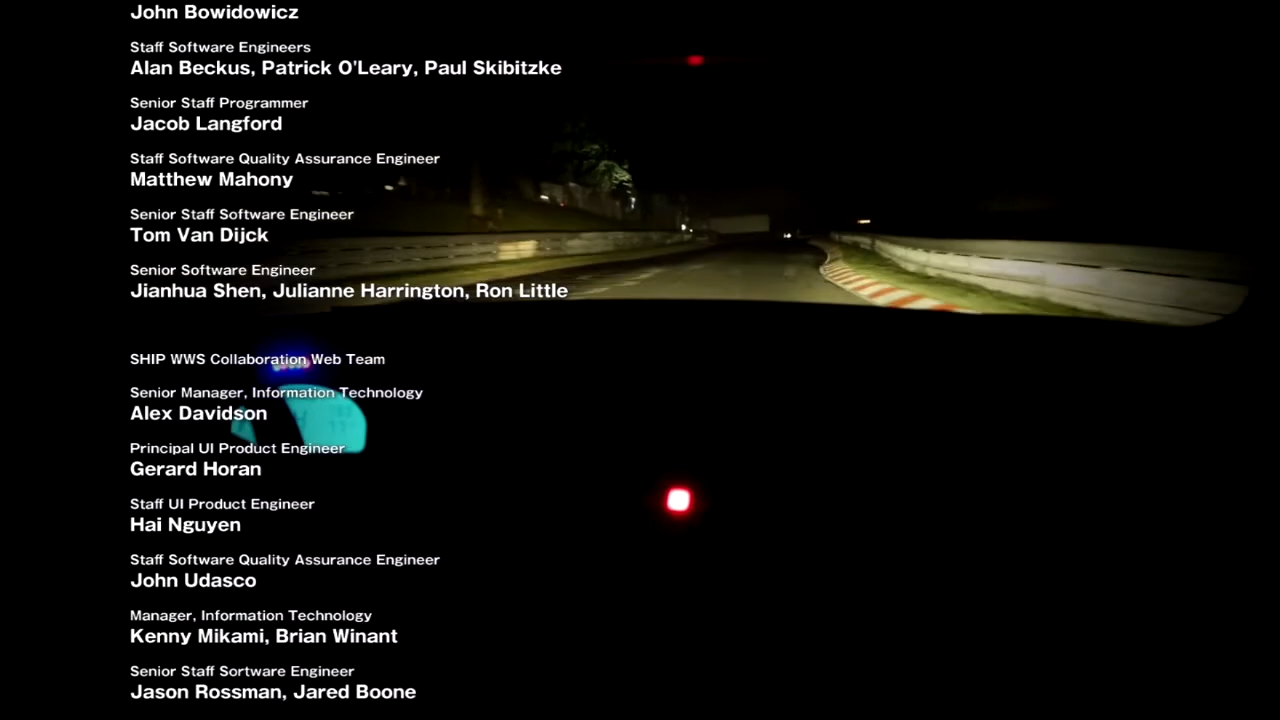 John Bowidowicz
Staff Software Engineers
Alan Beckus, Patrick O'Leary, Paul Skibitzke
Senior Staff Programmer
Jacob Langford
Staff Software Quality Assurance Engineer
Matthew Mahony
Senior Staff Software Engineer
Tom Van Dijck
Senior Software Engineer
Jianhua Shen, Julianne Harrington, Ron Little
SHIP WWS Collaboration Web Team
Senior Manager, Information Technology
Alex Davidson
Principal UI Product Engineer
Gerard Horan
Staff UI Product Engineer
Hai Nguyen
Staff Software Quality Assurance Engineer
John Udasco
Manager, Information Technology
Kenny Mikami, Brian Winant
Senior Staff Sortware Engineer
Jason Rossman, Jared Boone